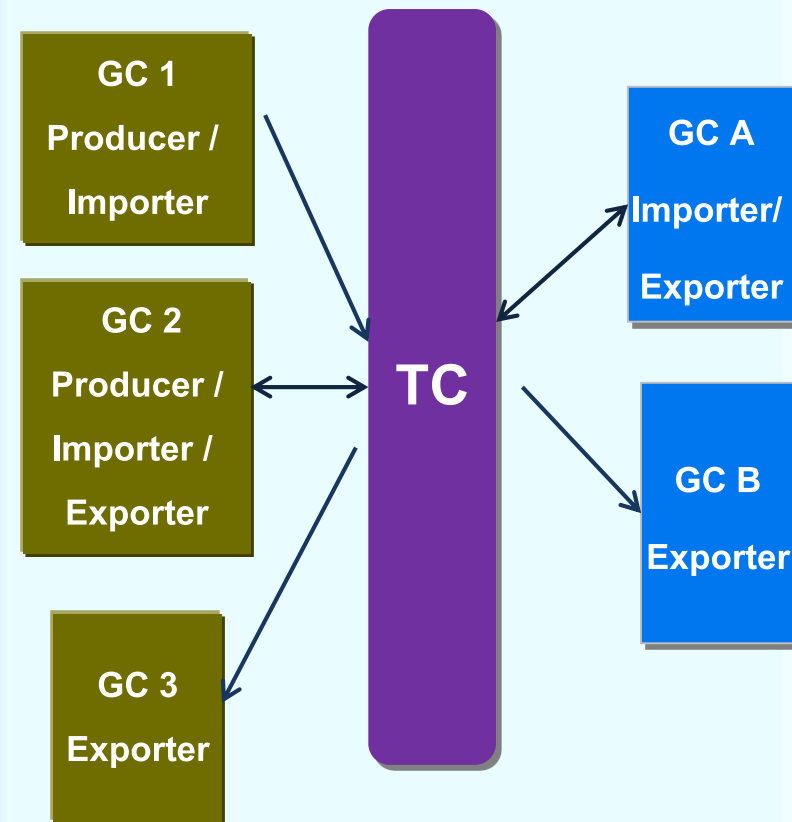 GC 1
Producer /
Importer
GC 2
Producer /
Importer /
Exporter
GC 3
Exporter
TC
GC A
Importer/
Exporter
GC B
Exporter